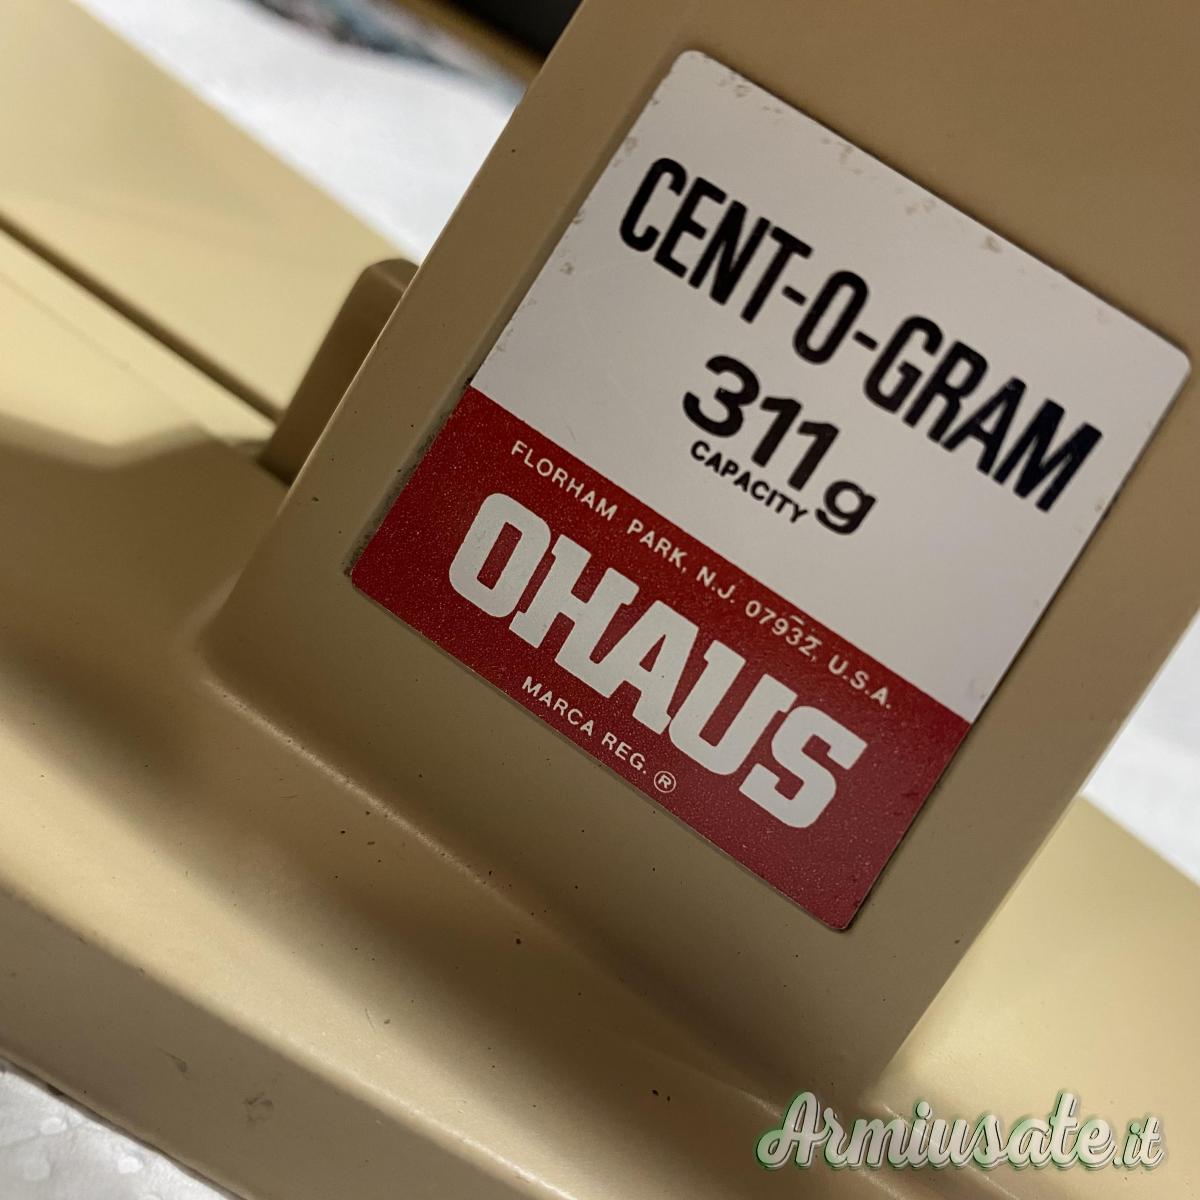 CENT-O-GRAM
311g
CAPACITY
FLORHAM PARK, N.J. 07932, U.S.A.
OHAUS
MARCA REG. ®
Armiusate.it